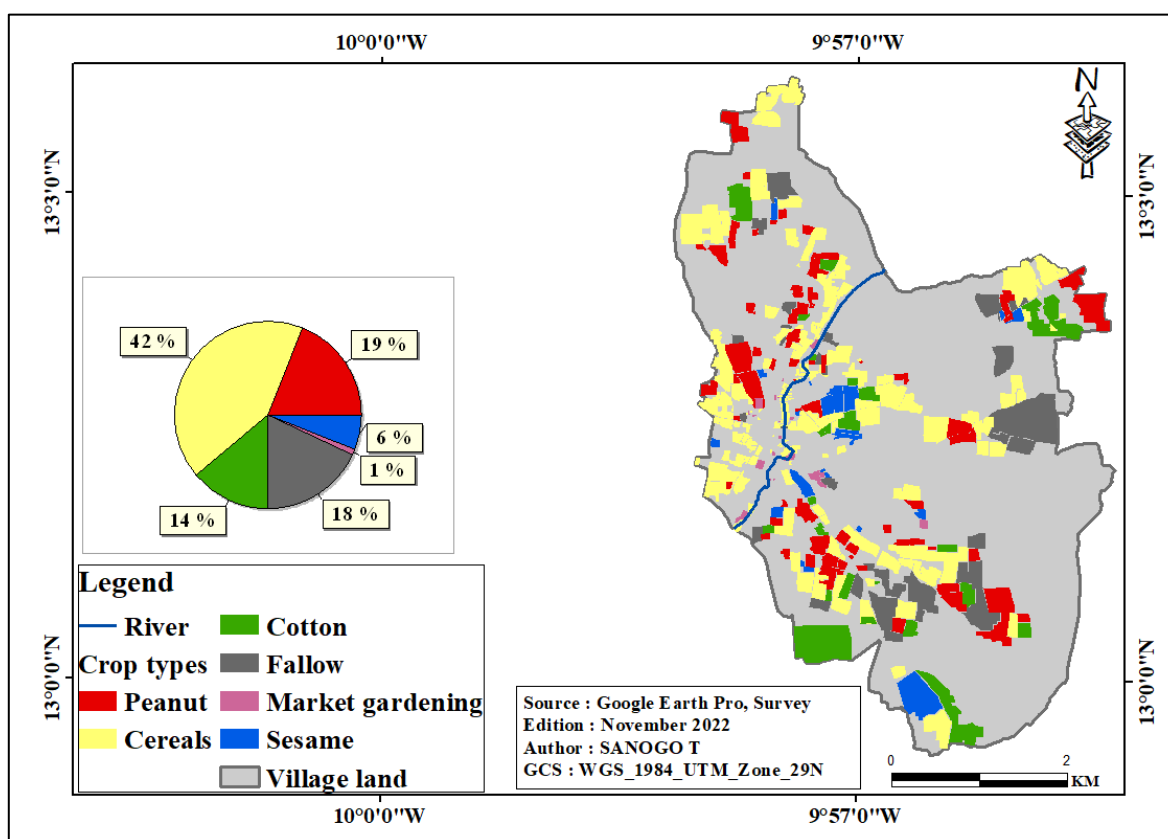 10°0'0"W
9°57'0"W
N
13°3'0"N
13°3'0"N
42 %
19 %
6 %
1 %
14 %
18 %
Legend
River
Cotton
Crop types
Fallow
Peanut
Market gardening
Cereals
Sesame
Village land
13°0'0"N
13°0'0"N
Source : Google Earth Pro, Survey
Edition : November 2022
Author : SANOGO T
GCS : WGS_1984_UTM_Zone_29N
0
2
KM
10°0'0"W
9°57'0"W